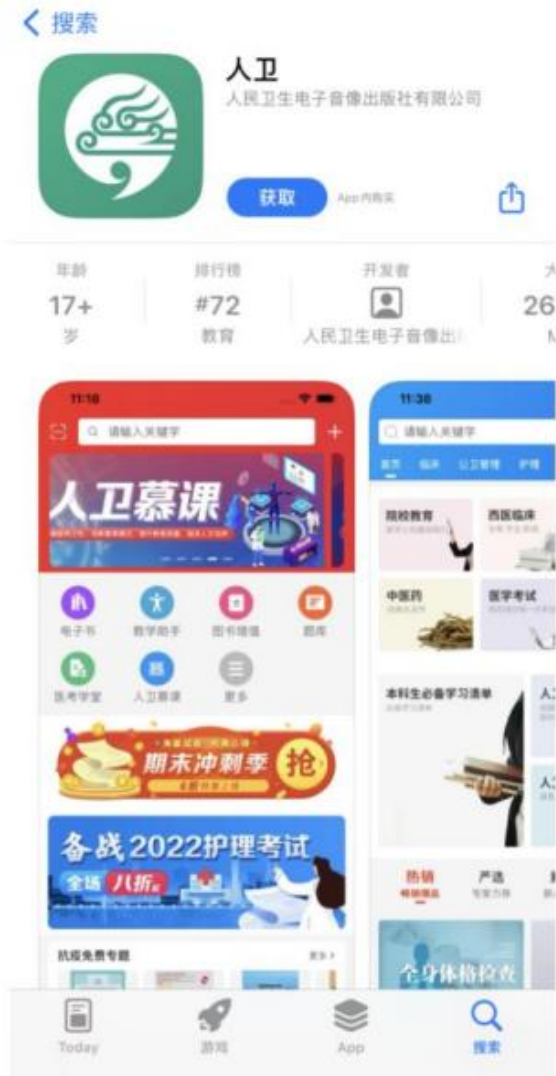 搜索
人卫
人民卫生电子音像出版社有限公司
获取
App内购买
年龄
排行榜
开发者
17+
#72
26
岁
教育
人民卫生电子音像出
11:18
请输入关键字
人卫慕课
电子书
教学助手
图书增值
题库
医考学堂
人卫慕课
更多
期末冲刺季
抢
备战2022护理考试
全场八折
抗疫免费专题
更多
11:38
请输入关键字
首页
临床
公卫管理
护理
院校教育
西医临床
中医药
医学考试
本科生必备学习清单
热销
严选
畅销精品
专家力荐
全身体格检查
Today
游戏
App
搜索